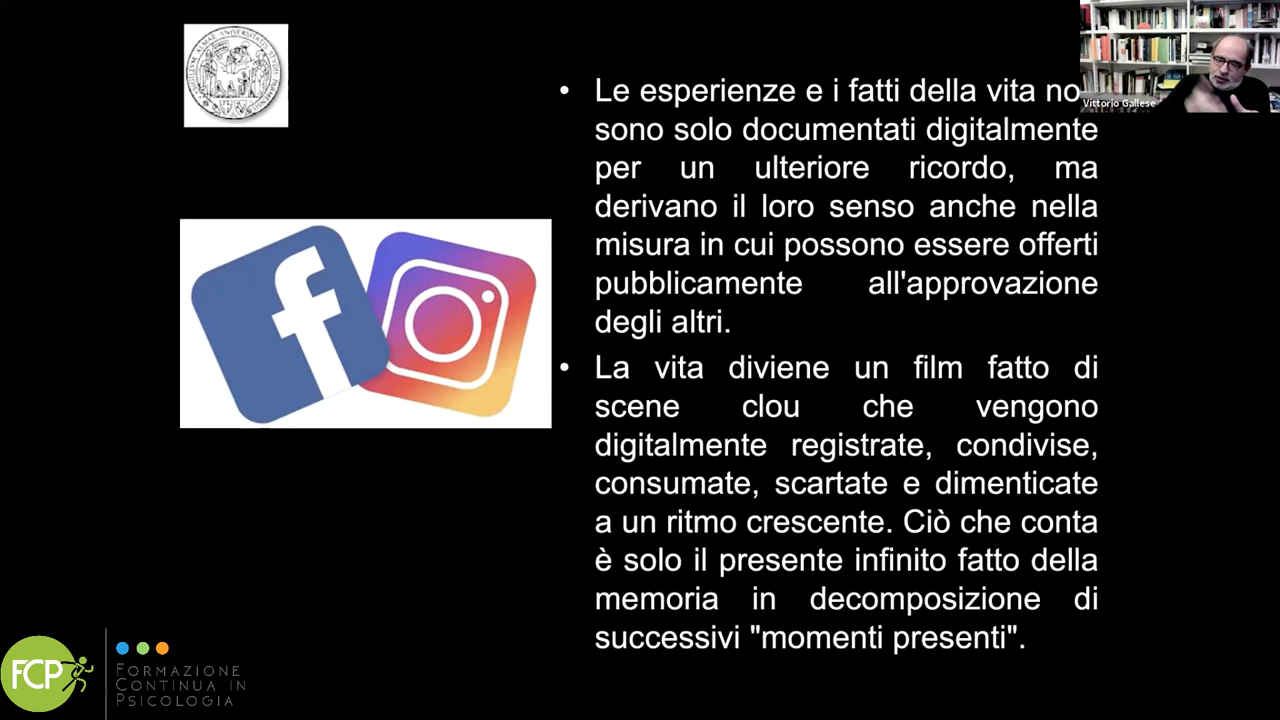 Le esperienze e i fatti della vita no
sono solo documentati digitalmente
per un ulteriore ricordo, ma
derivano il loro senso anche nella
misura in cui possono essere offerti
pubblicamente all'approvazione
degli altri.
La vita diviene un film fatto di
scene clou che vengono
digitalmente registrate, condivise,
consumate, scartate e dimenticate
a un ritmo crescente. Ciò che conta
è solo il presente infinito fatto della
memoria in decomposizione di
successivi "momenti presenti".
Vittorio Gallese
FCP
FORMAZIONE
CONTINUA IN
PSICOLOGIA